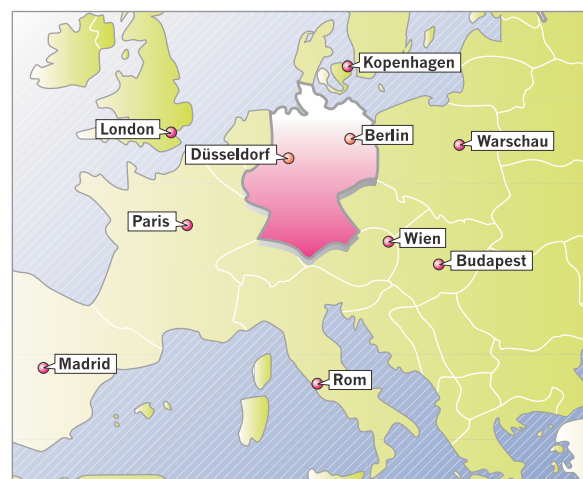 Kopenhagen
London
Berlin
Warschau
Düsseldorf
Paris
Wien
Budapest
Madrid
Rom